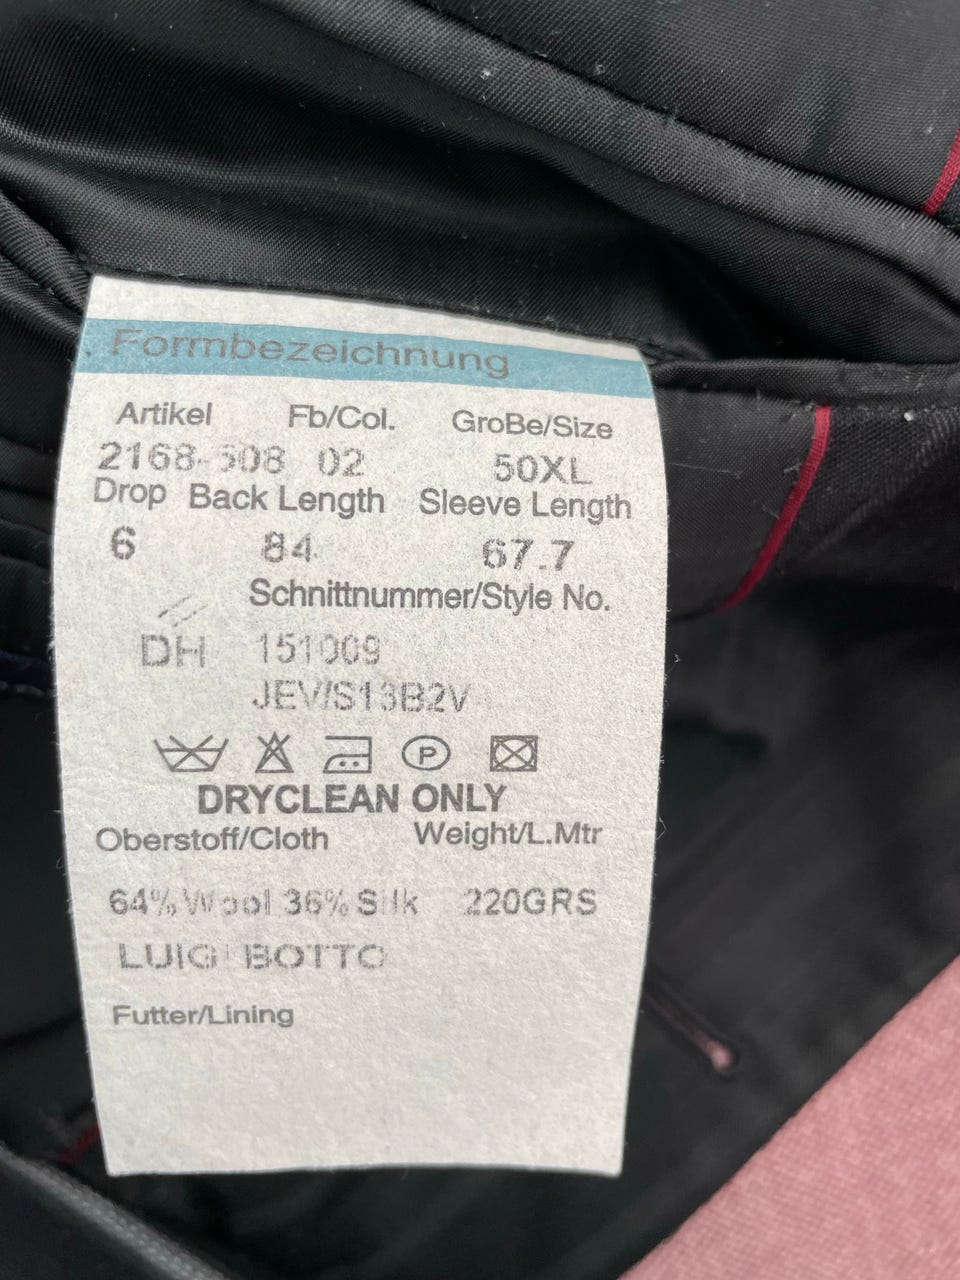 Formbezeichnung
Artikel Fb/Col. GroBe/Size
2168-508 02 50XL
Drop Back Length Sleeve Length
6 84 67.7
Schnittnummer/Style No.
DH 151009
JEV/S13B2V
P
DRYCLEAN ONLY
Oberstoff/Cloth Weight/L.Mtr
64% Wool 36% Silk 220GRS
LUIGI BOTTO
Futter/Lining